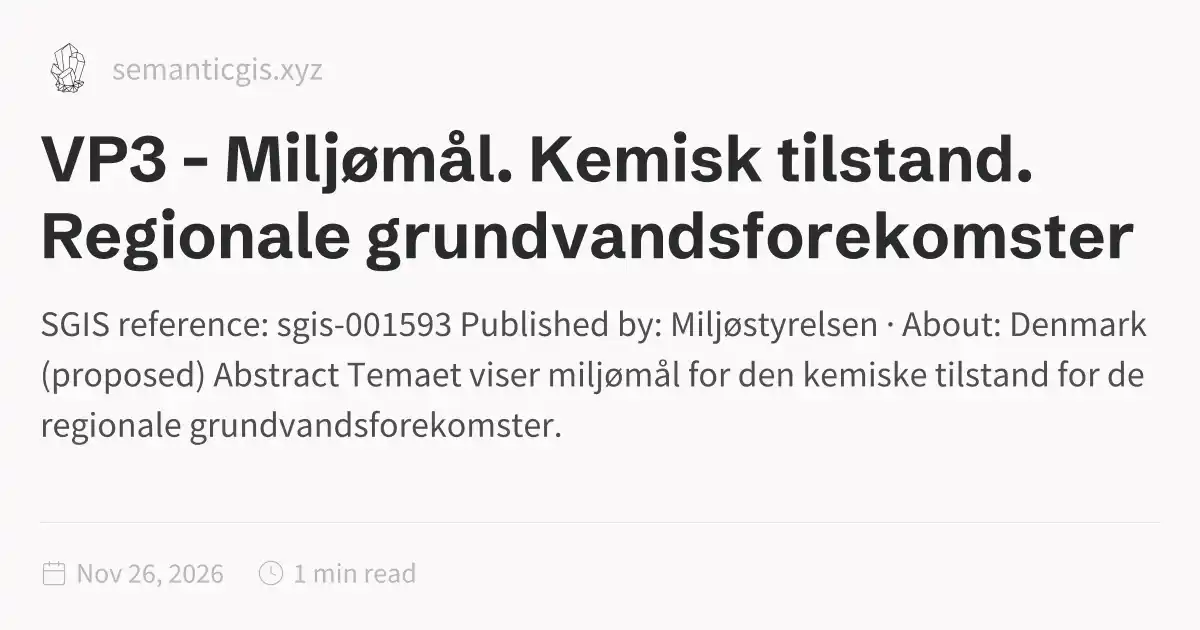 semanticgis.xyz
VP3 - Miljømål. Kemisk tilstand.
Regionale grundvandsforekomster
SGIS reference: sgis-001593 Published by: Miljøstyrelsen · About: Denmark
(proposed) Abstract Temaet viser miljømål for den kemiske tilstand for de
regionale grundvandsforekomster.
Nov 26, 2026 1 min read